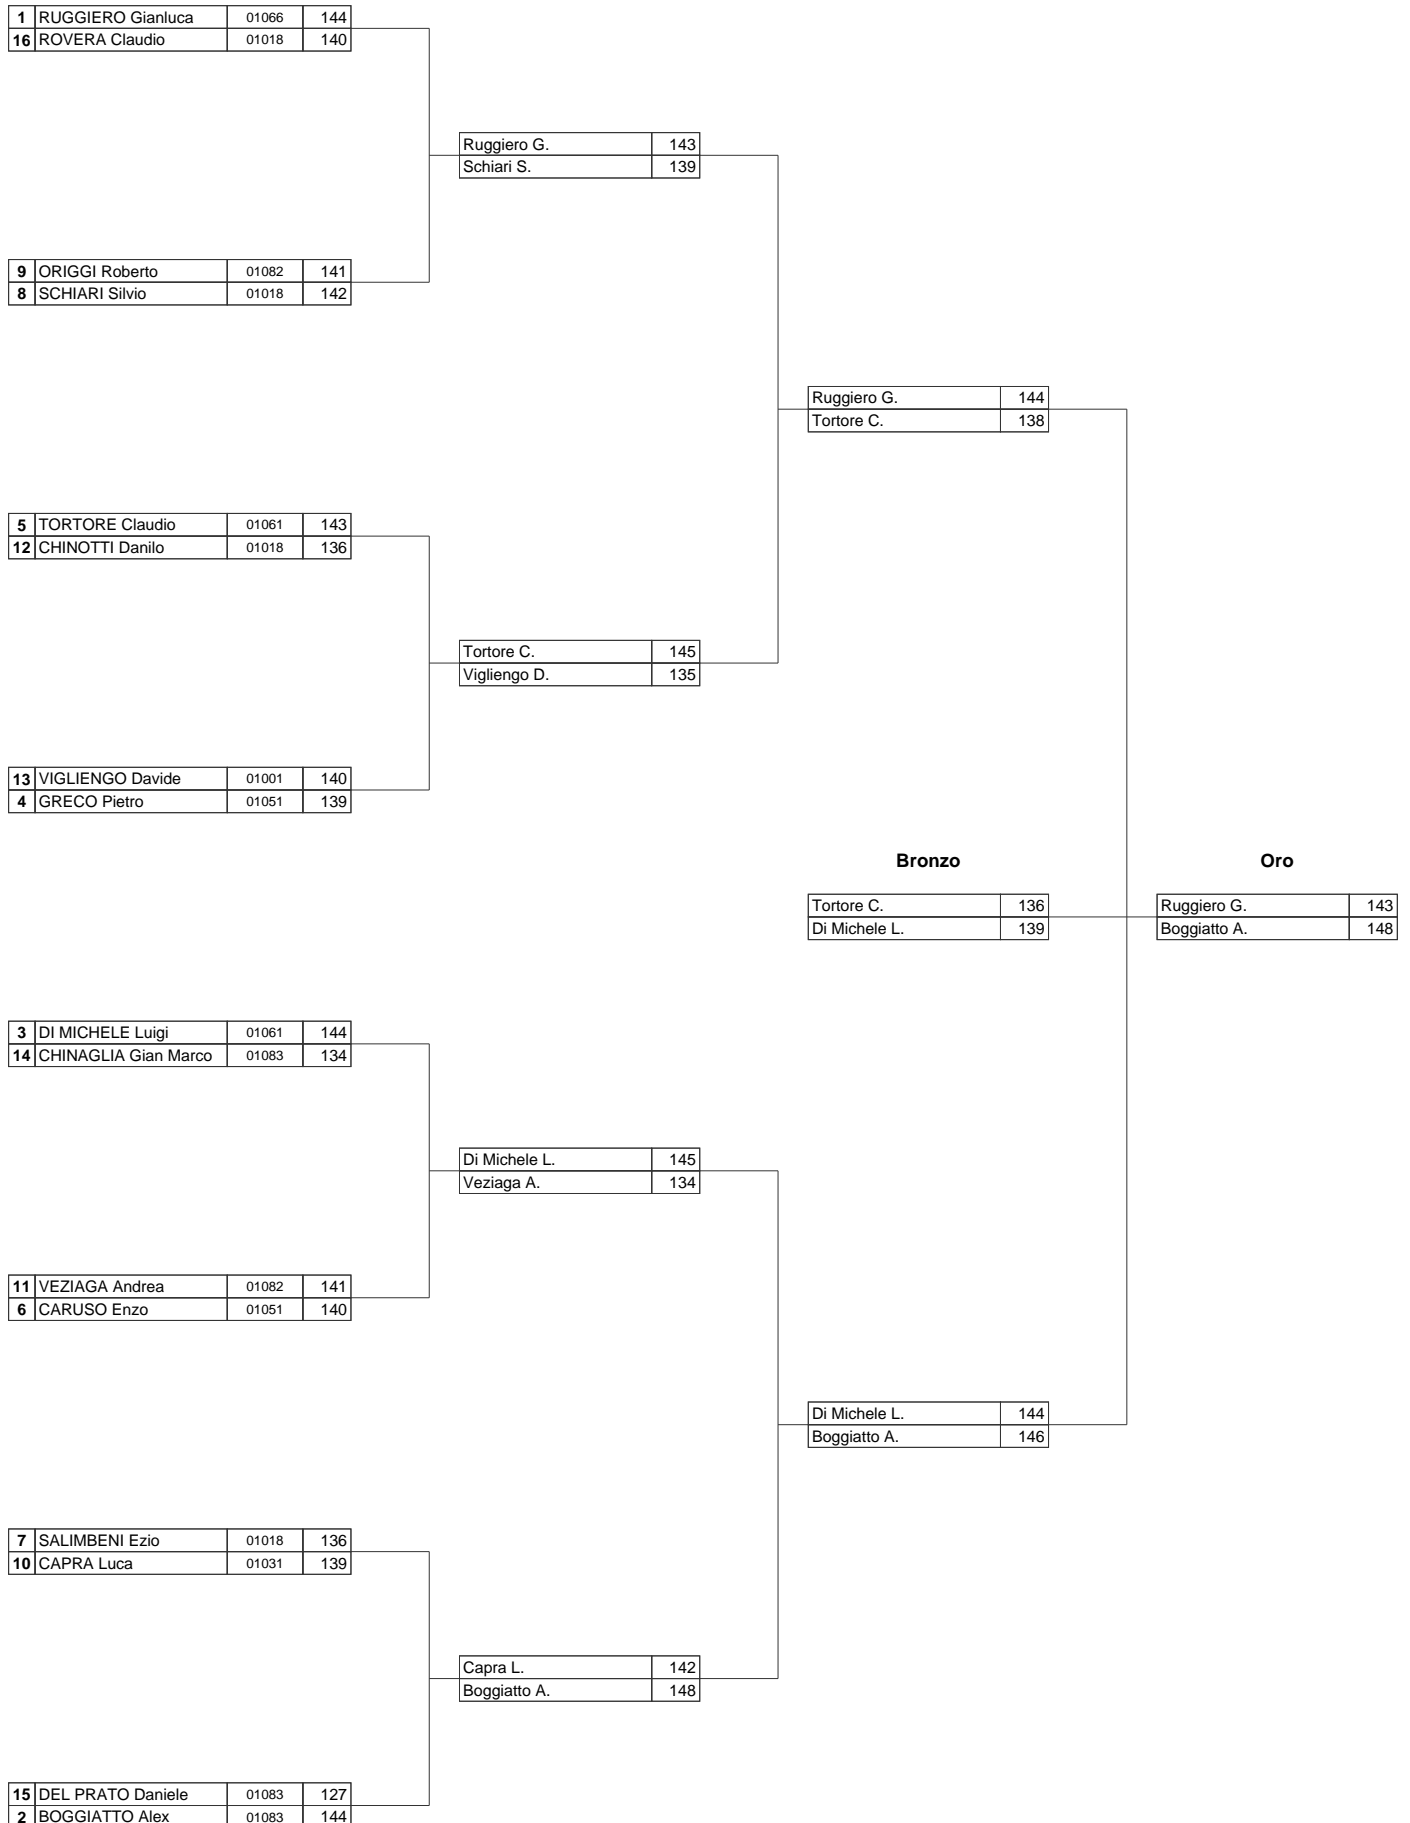 1 RUGGIERO Gianluca 01066 144
16 ROVERA Claudio 01018 140
Ruggiero G. 143
Schiari S. 139
9 ORIGGI Roberto 01082 141
8 SCHIARI Silvio 01018 142
Ruggiero G. 144
Tortore C. 138
5 TORTORE Claudio 01061 143
12 CHINOTTI Danilo 01018 136
Tortore C. 145
Vigliengo D. 135
13 VIGLIENGO Davide 01001 140
4 GRECO Pietro 01051 139
Bronzo Oro
Tortore C. 136 Ruggiero G. 143
Di Michele L. 139 Boggiatto A. 148
3 DI MICHELE Luigi 01061 144
14 CHINAGLIA Gian Marco 01083 134
Di Michele L. 145
Veziaga A. 134
11 VEZIAGA Andrea 01082 141
6 CARUSO Enzo 01051 140
Di Michele L. 144
Boggiatto A. 146
7 SALIMBENI Ezio 01018 136
10 CAPRA Luca 01031 139
Capra L. 142
Boggiatto A. 148
15 DEL PRATO Daniele 01083 127
2 BOGGIATTO Alex 01083 144